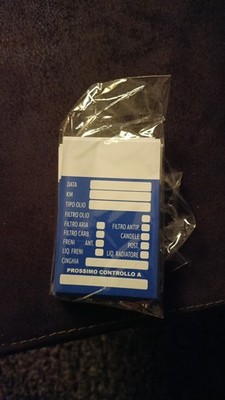 DATA
KM
TIPO OLIO
FILTRO OLIO
FILTRO ARIA FILTRO ANTIP.
FILTRO CARB. CANDELE
FRENI ANT. POST.
LIQ. FRENI LIQ. RADIATORE
CINGHIA
PROSSIMO CONTROLLO A